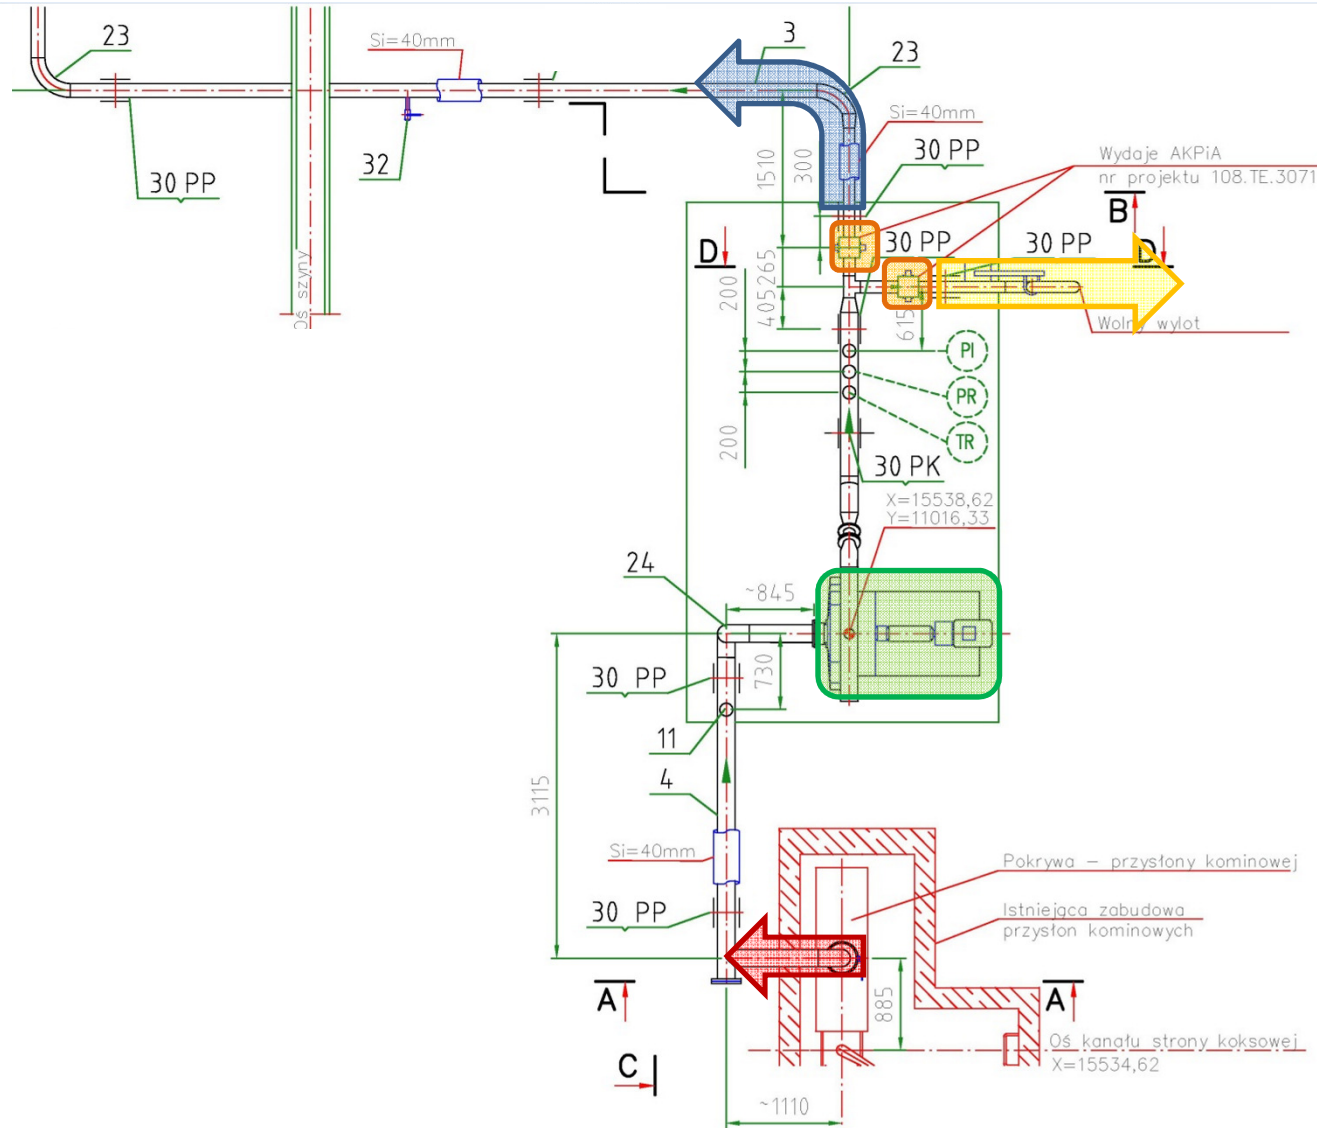 23
Si=40mm
3
23
Si=40mm
30 PP
32
30 PP
1510
300
Wydaje AKPiA
nr projektu 108.TE.3071
B
D
30 PP
30 PP
D
Oś szyny
200
405
265
615
Wolny wylot
PI
PR
TR
200
30 PK
X=15538,62
Y=11016,33
24
~845
30 PP
730
11
3115
4
Si=40mm
30 PP
Pokrywa – przysłony kominowej
Istniejąca zabudowa
przysłon kominowych
A
885
A
Oś kanału strony koksowej
X=15534,62
C
~1110